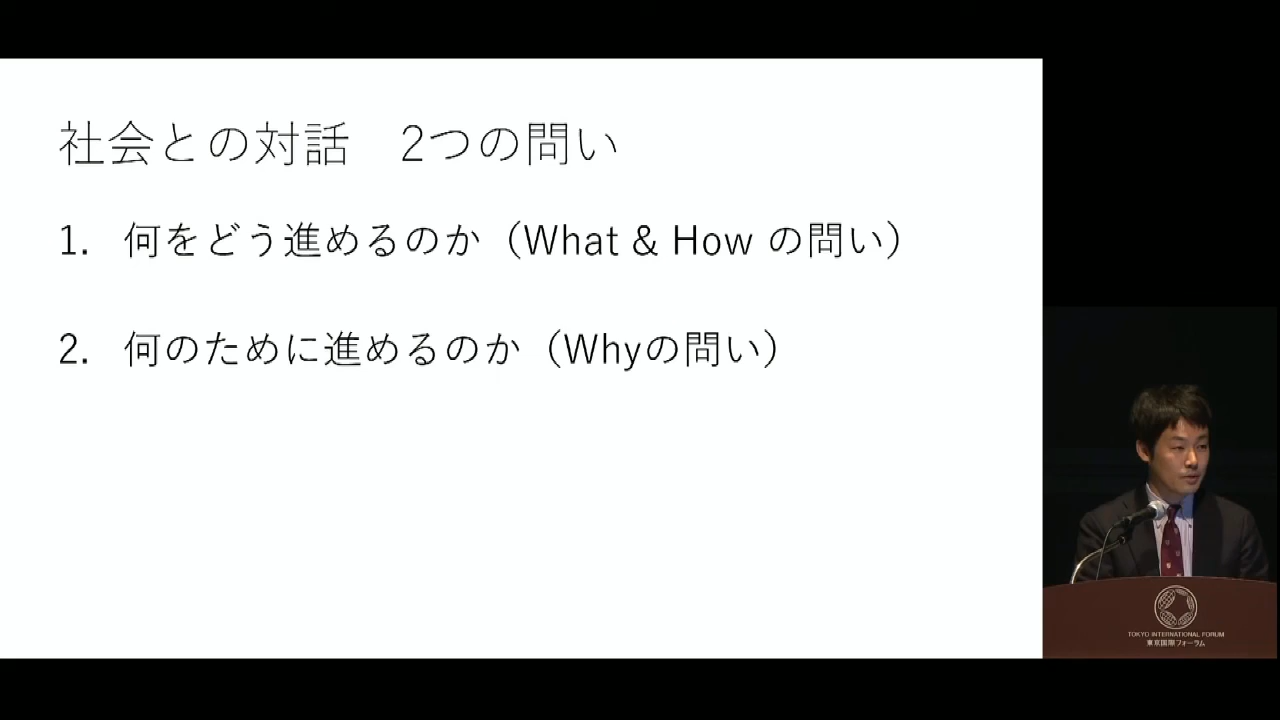 社会との対話　2つの問い
1. 何をどう進めるのか（What & How の問い）
2. 何のために進めるのか（Whyの問い）
TOKYO INTERNATIONAL FORUM
東京国際フォーラム